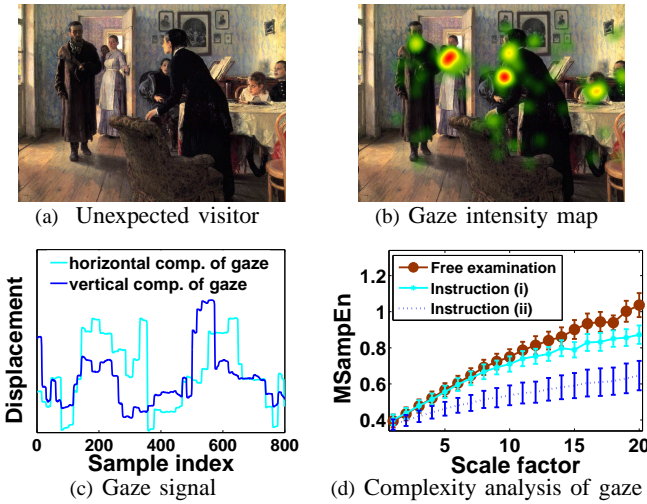 (a) Unexpected visitor
(b) Gaze intensity map
horizontal comp. of gaze
vertical comp. of gaze
Displacement
0 200 400 600 800
Sample index
(c) Gaze signal
Free examination
Instruction (i)
Instruction (ii)
MSampEn
1.2
1
0.8
0.6
0.4
5 10 15 20
Scale factor
(d) Complexity analysis of gaze